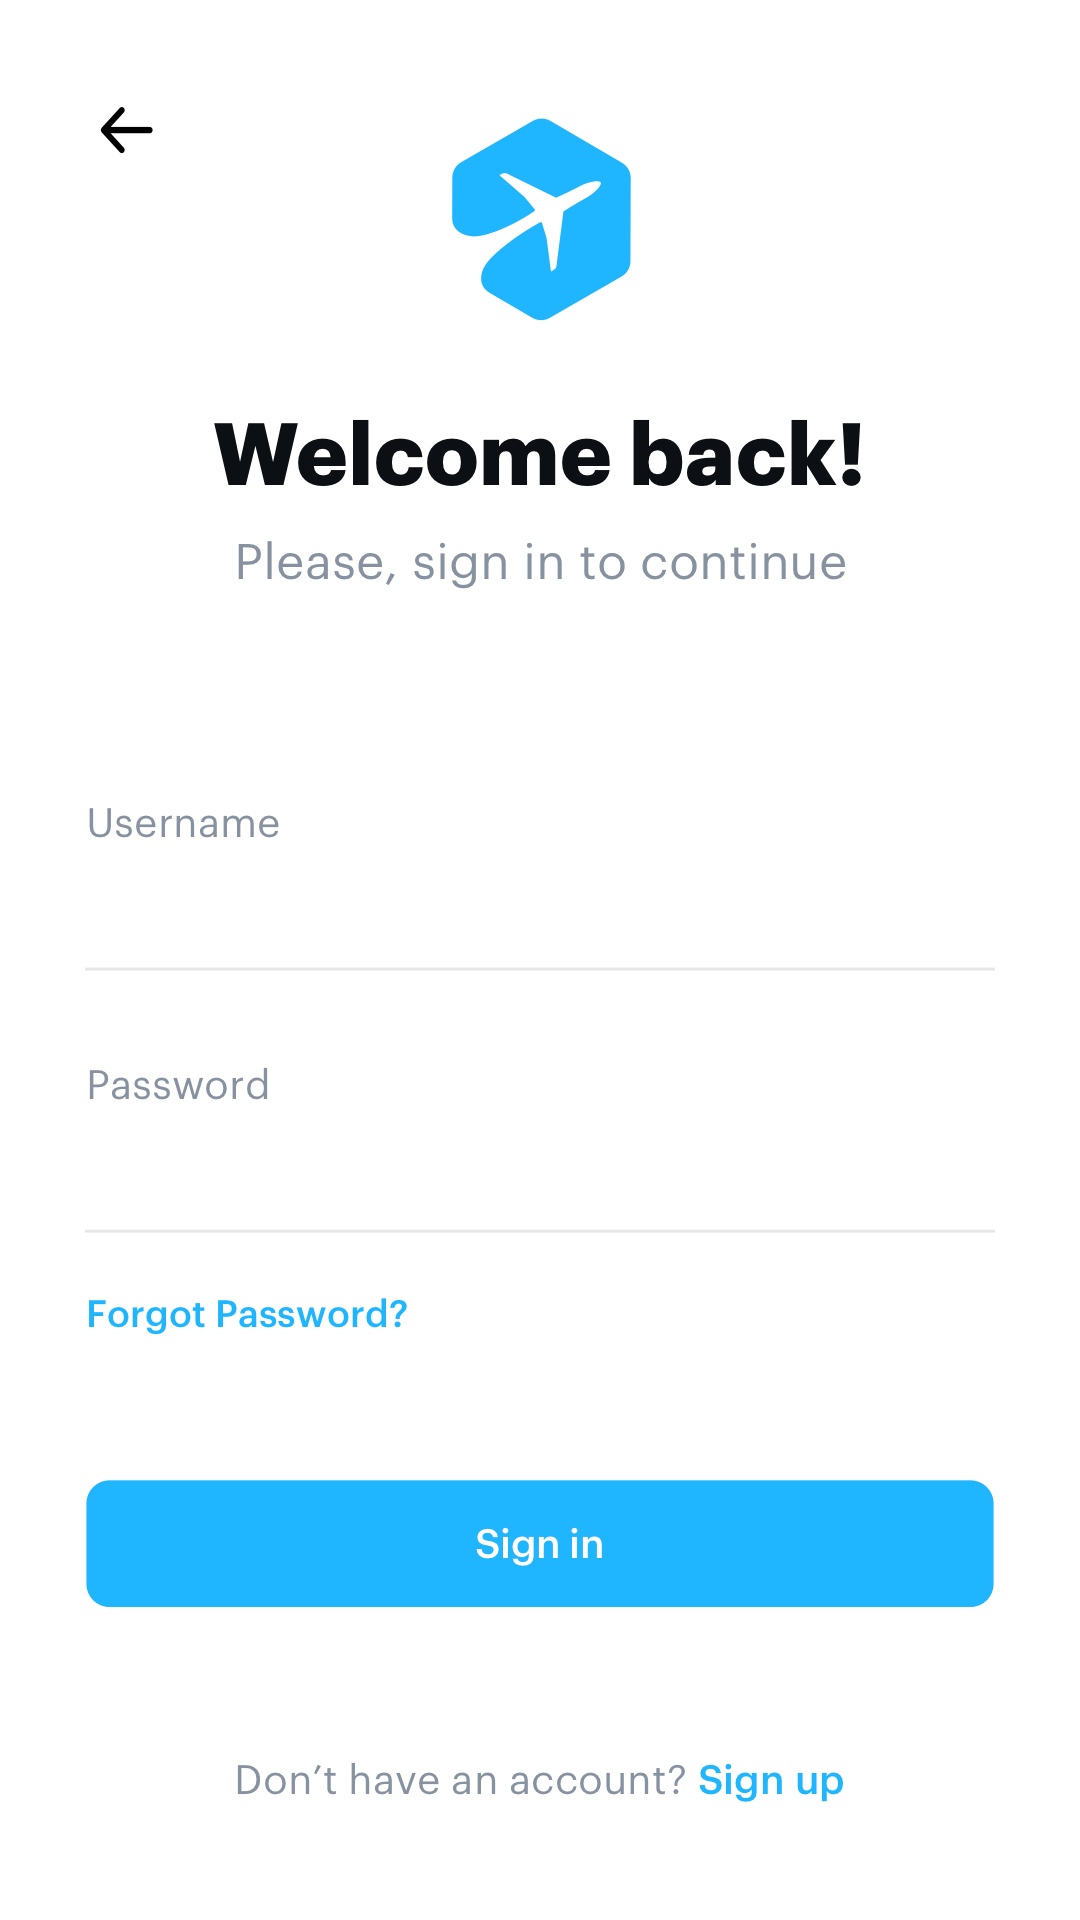 Welcome back!
Please, sign in to continue
Username
Password
Forgot Password?
Sign in
Don’t have an account? Sign up